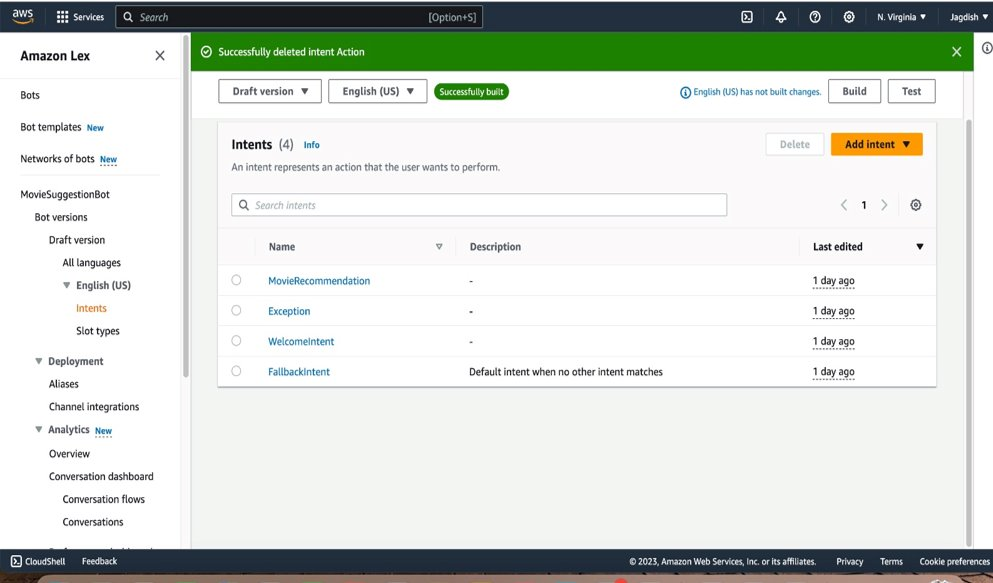 aws
Services
Search
[Option+S]
N. Virginia
Jagdish
Amazon Lex
Bots
Bot templates New
Networks of bots New
MovieSuggestionBot
Bot versions
Draft version
All languages
English (US)
Intents
Slot types
Deployment
Aliases
Channel integrations
Analytics New
Overview
Conversation dashboard
Conversation flows
Conversations
Successfully deleted intent Action
Draft version
English (US)
Successfully built
English (US) has not built changes.
Build
Test
Intents (4) Info
Delete
Add intent
An intent represents an action that the user wants to perform.
Search intents
1
Name
Description
Last edited
MovieRecommendation - 1 day ago
Exception - 1 day ago
WelcomeIntent - 1 day ago
FallbackIntent Default intent when no other intent matches 1 day ago
CloudShell
Feedback
© 2023, Amazon Web Services, Inc. or its affiliates.
Privacy
Terms
Cookie preferences